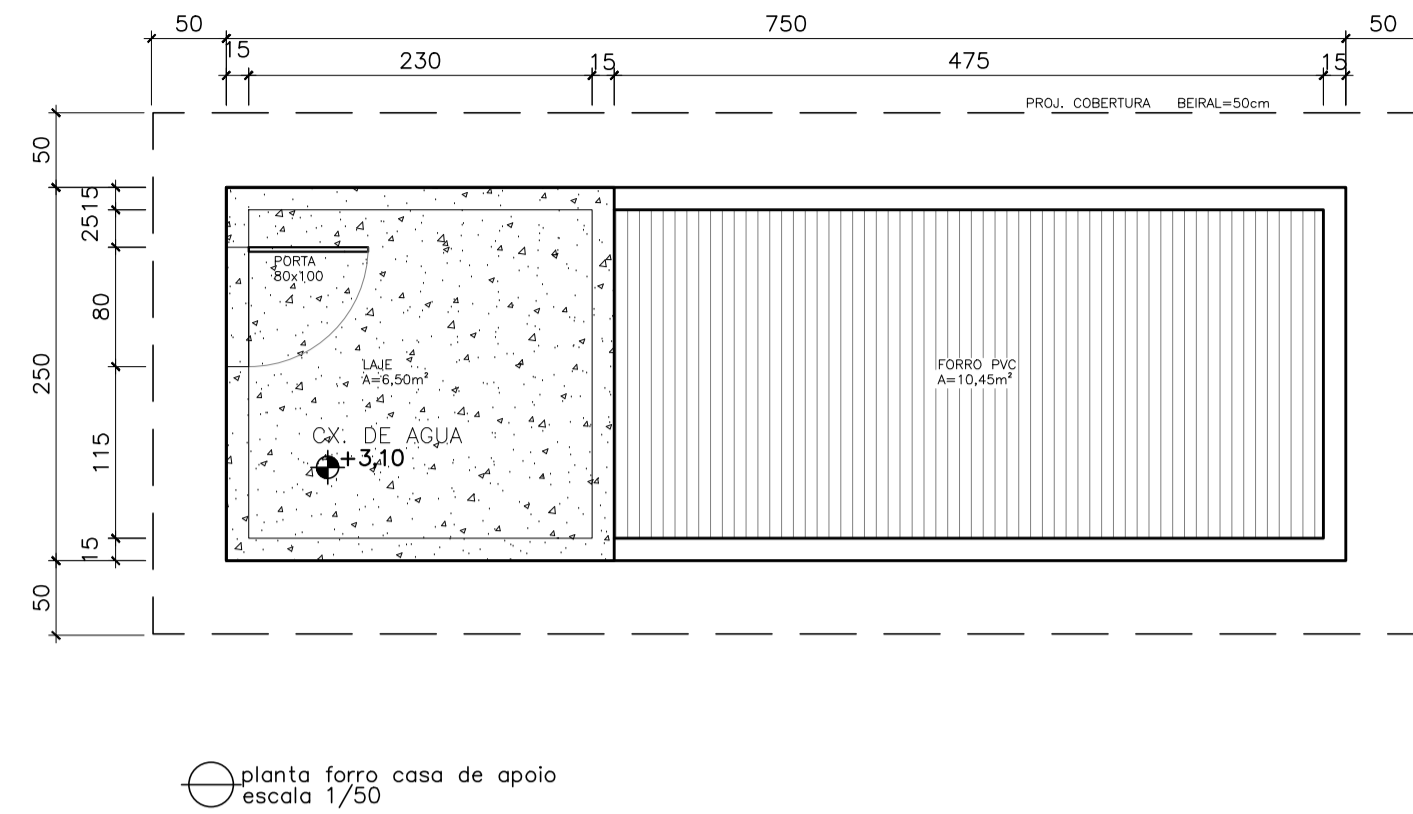 50
750
50
15
230
15
475
15
PROJ. COBERTURA BEIRAL=50cm
50
15
25
80
250
115
15
50
PORTA
80x100
LAJE
A=6,50m²
CX. DE AGUA
+3,10
FORRO PVC
A=10,45m²
planta forro casa de apoio
escala 1/50